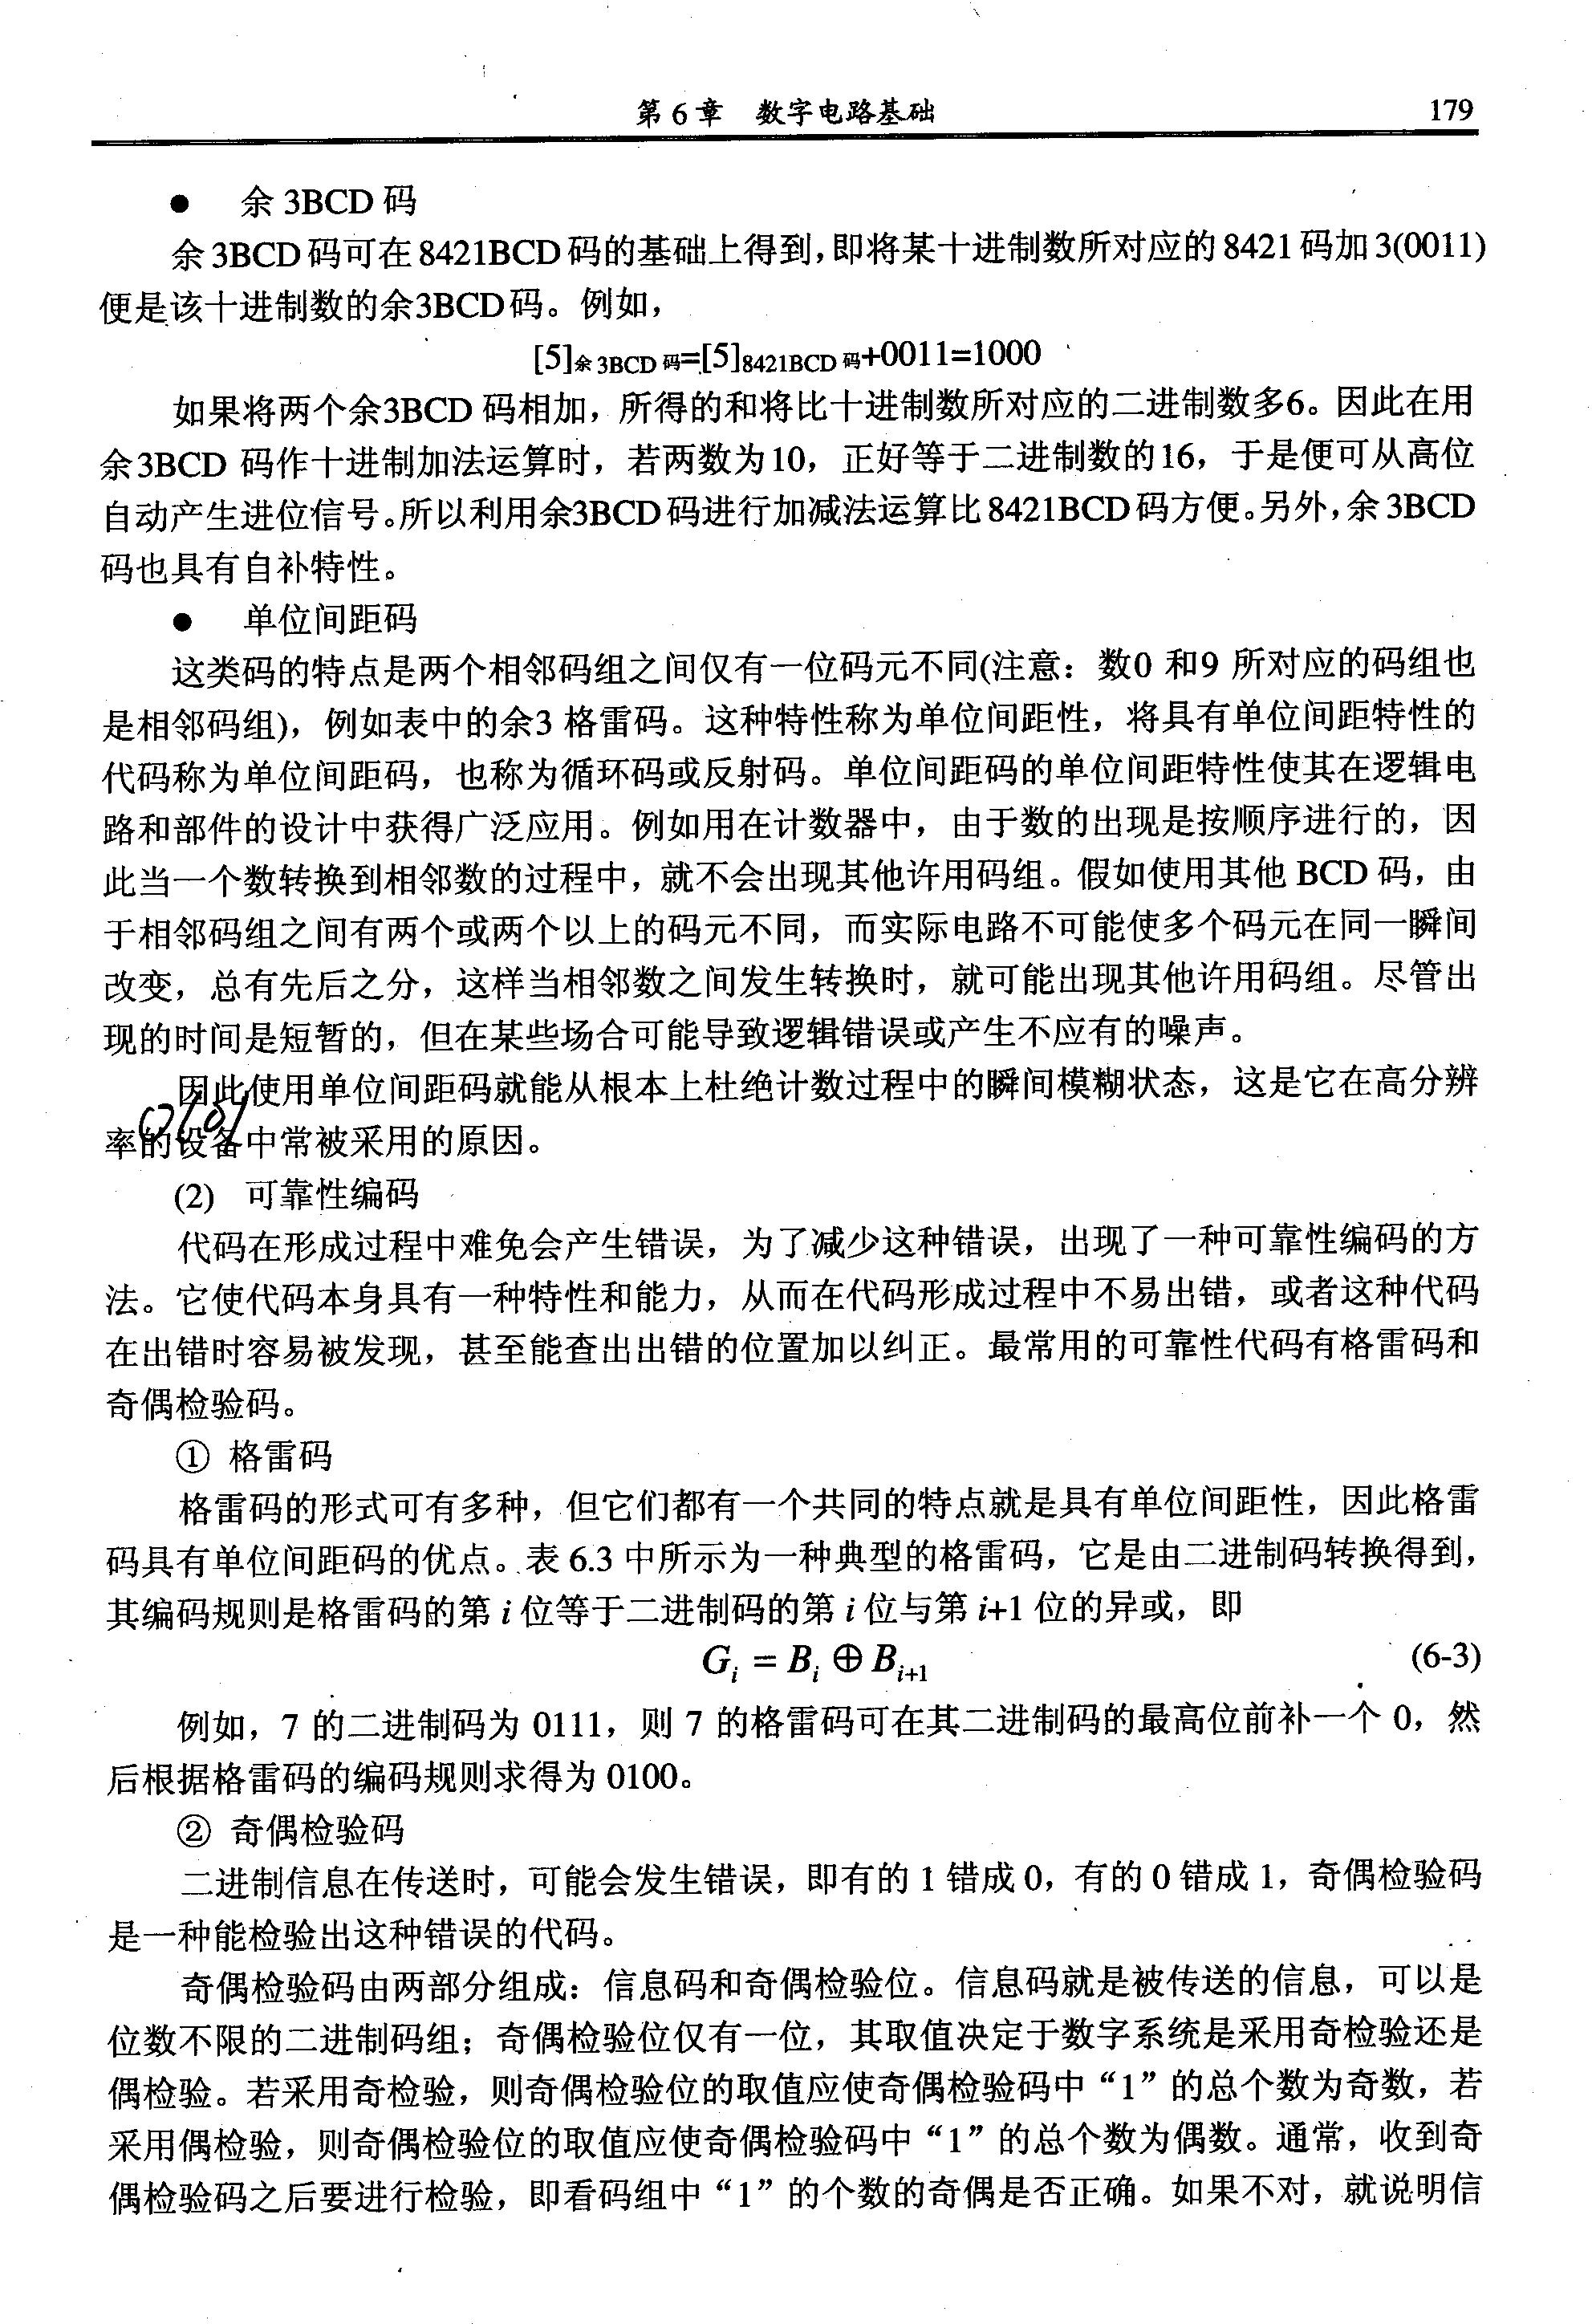 第6章 数字电路基础 179
● 余 3BCD 码
余 3BCD 码可在 8421BCD 码的基础上得到，即将某十进制数所对应的 8421 码加 3(0011)
便是该十进制数的余3BCD码。例如，
[5]余 3BCD 码=[5]8421BCD 码+0011=1000
如果将两个余3BCD 码相加，所得的和将比十进制数所对应的二进制数多6。因此在用
余3BCD 码作十进制加法运算时，若两数为10，正好等于二进制数的16，于是便可从高位
自动产生进位信号。所以利用余3BCD码进行加减法运算比8421BCD码方便。另外，余3BCD
码也具有自补特性。
● 单位间距码
这类码的特点是两个相邻码组之间仅有一位码元不同(注意：数0 和9 所对应的码组也
是相邻码组)，例如表中的余3 格雷码。这种特性称为单位间距性，将具有单位间距特性的
代码称为单位间距码，也称为循环码或反射码。单位间距码的单位间距特性使其在逻辑电
路和部件的设计中获得广泛应用。例如用在计数器中，由于数的出现是按顺序进行的，因
此当一个数转换到相邻数的过程中，就不会出现其他许用码组。假如使用其他 BCD 码，由
于相邻码组之间有两个或两个以上的码元不同，而实际电路不可能使多个码元在同一瞬间
改变，总有先后之分，这样当相邻数之间发生转换时，就可能出现其他许用码组。尽管出
现的时间是短暂的，但在某些场合可能导致逻辑错误或产生不应有的噪声。
因此使用单位间距码就能从根本上杜绝计数过程中的瞬间模糊状态，这是它在高分辨
率的设备中常被采用的原因。
(2) 可靠性编码
代码在形成过程中难免会产生错误，为了减少这种错误，出现了一种可靠性编码的方
法。它使代码本身具有一种特性和能力，从而在代码形成过程中不易出错，或者这种代码
在出错时容易被发现，甚至能查出出错的位置加以纠正。最常用的可靠性代码有格雷码和
奇偶检验码。
① 格雷码
格雷码的形式可有多种，但它们都有一个共同的特点就是具有单位间距性，因此格雷
码具有单位间距码的优点。表 6.3 中所示为一种典型的格雷码，它是由二进制码转换得到，
其编码规则是格雷码的第 i 位等于二进制码的第 i 位与第 i+1 位的异或，即
G_i = B_i ⊕ B_{i+1} (6-3)
例如，7 的二进制码为 0111，则 7 的格雷码可在其二进制码的最高位前补一个 0，然
后根据格雷码的编码规则求得为 0100。
② 奇偶检验码
二进制信息在传送时，可能会发生错误，即有的 1 错成 0，有的 0 错成 1，奇偶检验码
是一种能检验出这种错误的代码。
奇偶检验码由两部分组成：信息码和奇偶检验位。信息码就是被传送的信息，可以是
位数不限的二进制码组；奇偶检验位仅有一位，其取值决定于数字系统是采用奇检验还是
偶检验。若采用奇检验，则奇偶检验位的取值应使奇偶检验码中“1”的总个数为奇数，若
采用偶检验，则奇偶检验位的取值应使奇偶检验码中“1”的总个数为偶数。通常，收到奇
偶检验码之后要进行检验，即看码组中“1”的个数的奇偶是否正确。如果不对，就说明信